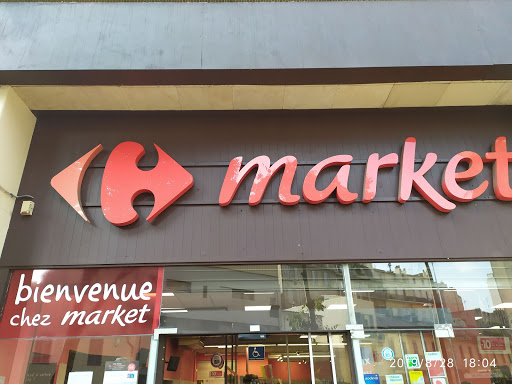 market
bienvenue
chez market
2019/8/28 18:04